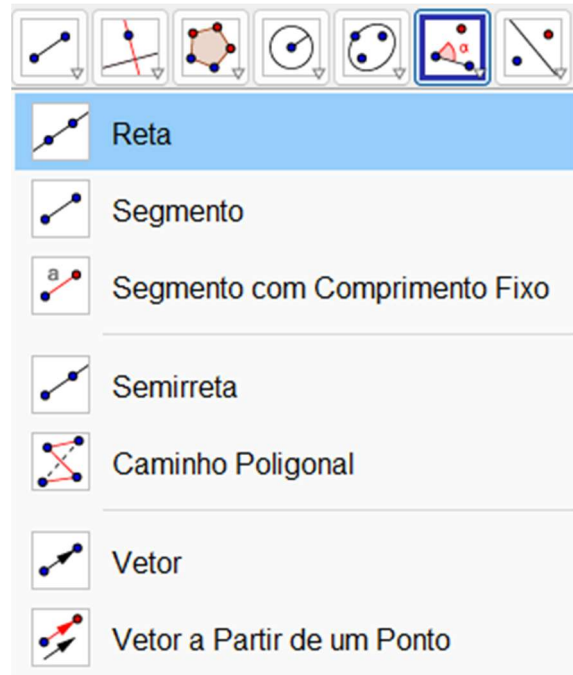 α
Reta
Segmento
a
Segmento com Comprimento Fixo
Semirreta
Caminho Poligonal
Vetor
Vetor a Partir de um Ponto